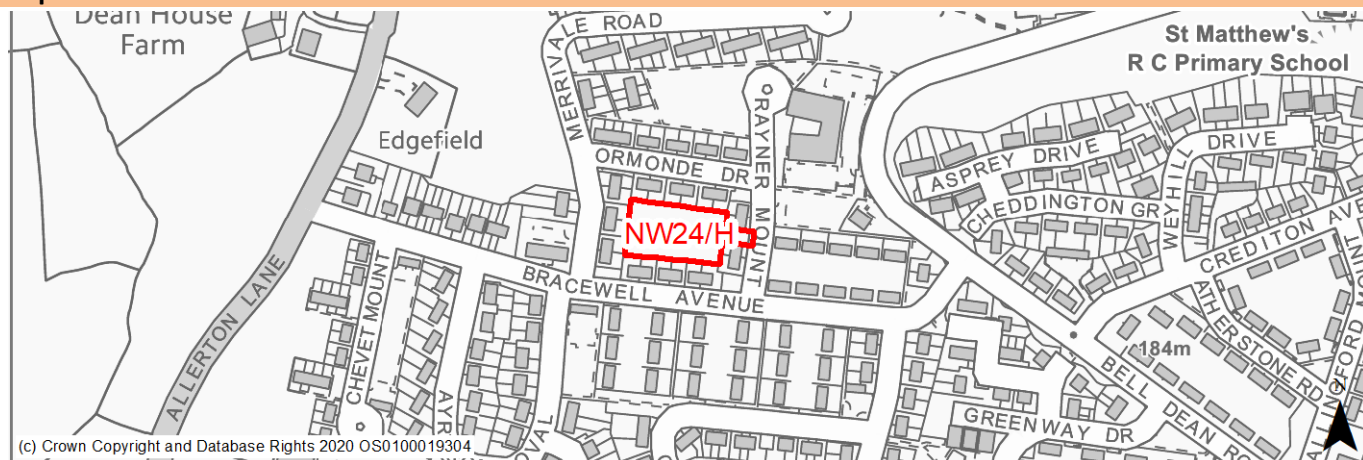 Dean House
Farm
MERRIVALE ROAD
St Matthew's
R C Primary School
Edgefield
RAYNER MOUNT
ORMONDE DR
ASPREY DRIVE
WEYHILL DRIVE
CHEDDINGTON GR
NW24/H
CREDITON AVE
BRACEWELL AVENUE
ALLERTON LANE
CHEVET MOUNT
ATHERSTONE RD
184m
BELL DEAN ROAD
GREENWAY DR
AYR
OVAL
(c) Crown Copyright and Database Rights 2020 OS0100019304